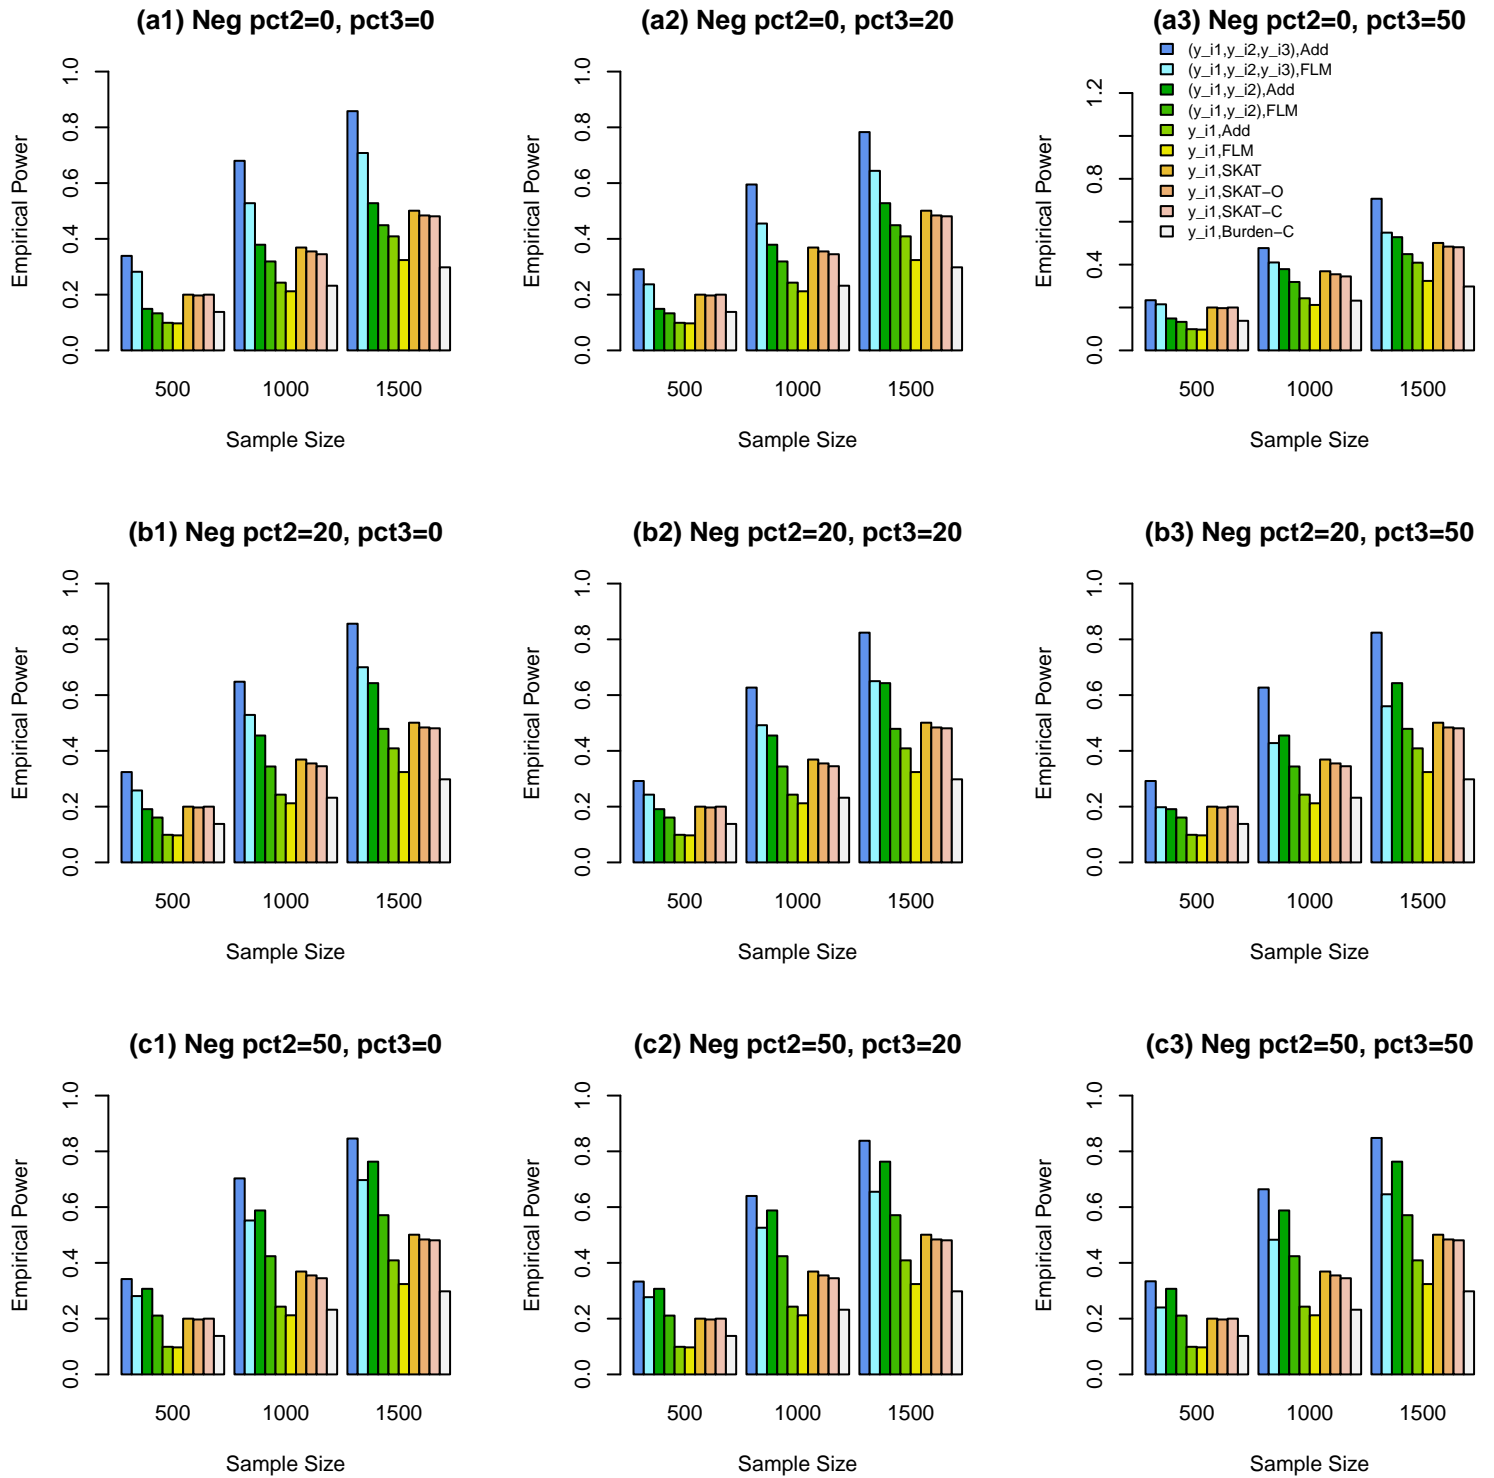 (a1) Neg pct2=0, pct3=0
Empirical Power
0.0 0.2 0.4 0.6 0.8 1.0
500 1000 1500
Sample Size
(a2) Neg pct2=0, pct3=20
Empirical Power
0.0 0.2 0.4 0.6 0.8 1.0
500 1000 1500
Sample Size
(a3) Neg pct2=0, pct3=50
(y_i1,y_i2,y_i3),Add
(y_i1,y_i2,y_i3),FLM
(y_i1,y_i2),Add
(y_i1,y_i2),FLM
y_i1,Add
y_i1,FLM
y_i1,SKAT
y_i1,SKAT−O
y_i1,SKAT−C
y_i1,Burden−C
Empirical Power
0.0 0.4 0.8 1.2
500 1000 1500
Sample Size
(b1) Neg pct2=20, pct3=0
Empirical Power
0.0 0.2 0.4 0.6 0.8 1.0
500 1000 1500
Sample Size
(b2) Neg pct2=20, pct3=20
Empirical Power
0.0 0.2 0.4 0.6 0.8 1.0
500 1000 1500
Sample Size
(b3) Neg pct2=20, pct3=50
Empirical Power
0.0 0.2 0.4 0.6 0.8 1.0
500 1000 1500
Sample Size
(c1) Neg pct2=50, pct3=0
Empirical Power
0.0 0.2 0.4 0.6 0.8 1.0
500 1000 1500
Sample Size
(c2) Neg pct2=50, pct3=20
Empirical Power
0.0 0.2 0.4 0.6 0.8 1.0
500 1000 1500
Sample Size
(c3) Neg pct2=50, pct3=50
Empirical Power
0.0 0.2 0.4 0.6 0.8 1.0
500 1000 1500
Sample Size